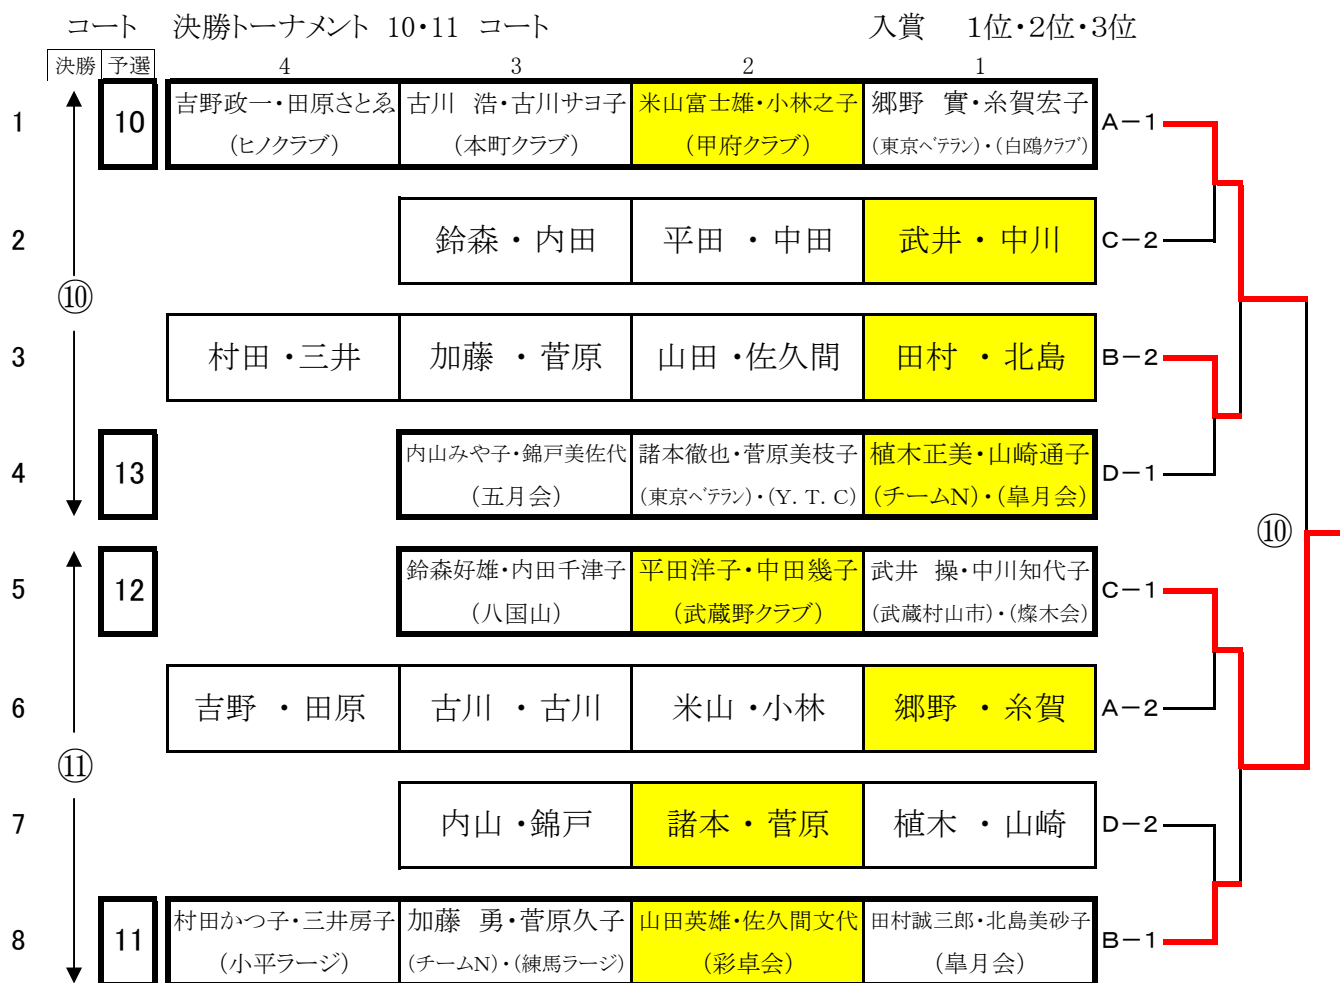 コート 決勝トーナメント 10・11 コート 入賞 1位・2位・3位
決勝 予選 4 3 2 1
1 10 吉野政一・田原さとゑ 古川 浩・古川サヨ子 米山富士雄・小林之子 郷野 實・糸賀宏子 A-1
(ヒノクラブ) (本町クラブ) (甲府クラブ) (東京ベテラン)・(白鴎クラブ)
2 鈴森・内田 平田・中田 武井・中川 C-2
⑩
3 村田・三井 加藤・菅原 山田・佐久間 田村・北島 B-2
4 13 内山みや子・錦戸美佐代 諸本徹也・菅原美枝子 植木正美・山崎通子 D-1
(五月会) (東京ベテラン)・(Y.T.C) (チームN)・(皐月会)
⑩
5 12 鈴森好雄・内田千津子 平田洋子・中田幾子 武井 操・中川知代子 C-1
(八国山) (武蔵野クラブ) (武蔵村山市)・(燦木会)
6 吉野・田原 古川・古川 米山・小林 郷野・糸賀 A-2
⑪
7 内山・錦戸 諸本・菅原 植木・山崎 D-2
8 11 村田かつ子・三井房子 加藤 勇・菅原久子 山田英雄・佐久間文代 田村誠三郎・北島美砂子 B-1
(小平ラージ) (チームN)・(練馬ラージ) (彩卓会) (皐月会)